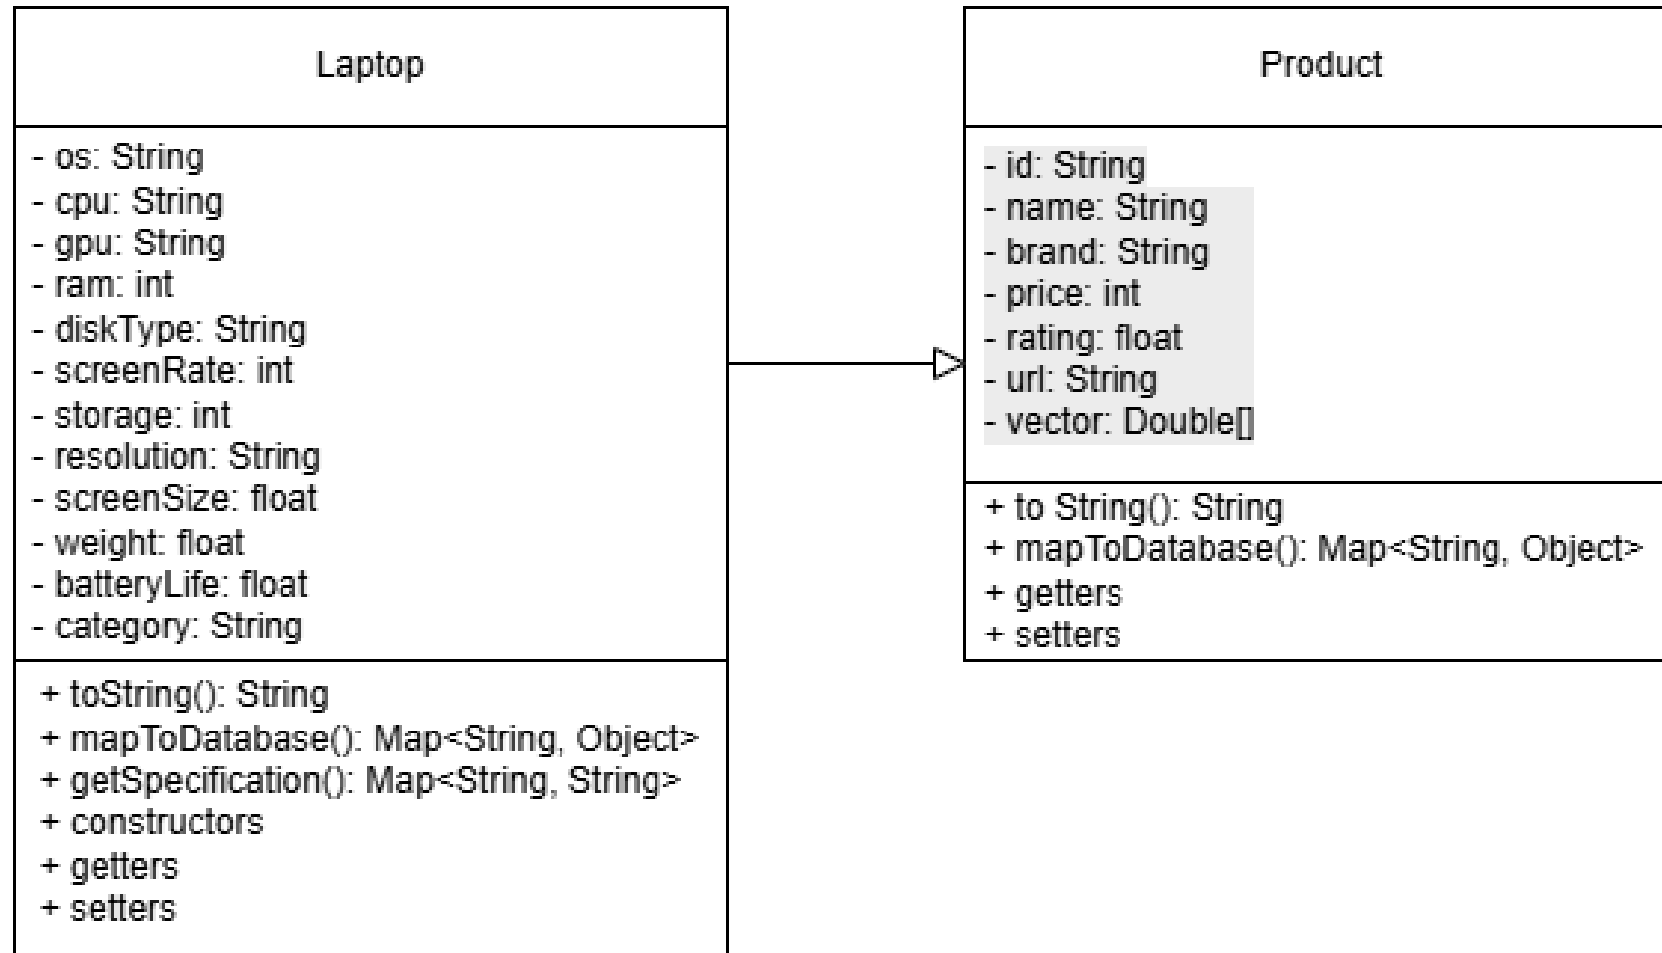 Laptop
- os: String
- cpu: String
- gpu: String
- ram: int
- diskType: String
- screenRate: int
- storage: int
- resolution: String
- screenSize: float
- weight: float
- batteryLife: float
- category: String
+ toString(): String
+ mapToDatabase(): Map<String, Object>
+ getSpecification(): Map<String, String>
+ constructors
+ getters
+ setters
Product
- id: String
- name: String
- brand: String
- price: int
- rating: float
- url: String
- vector: Double[]
+ to String(): String
+ mapToDatabase(): Map<String, Object>
+ getters
+ setters